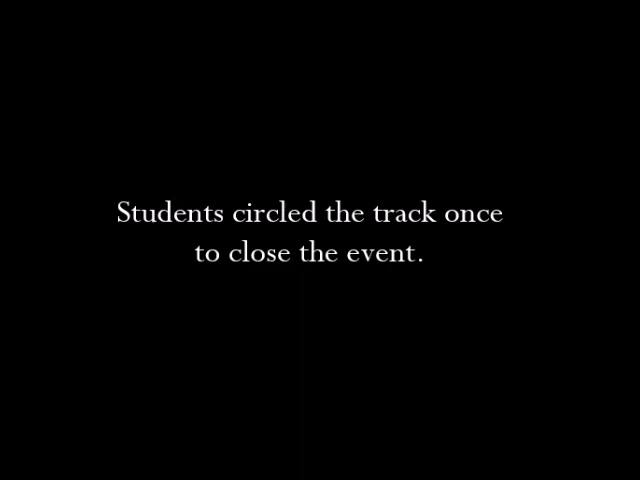 Students circled the track once
to close the event.